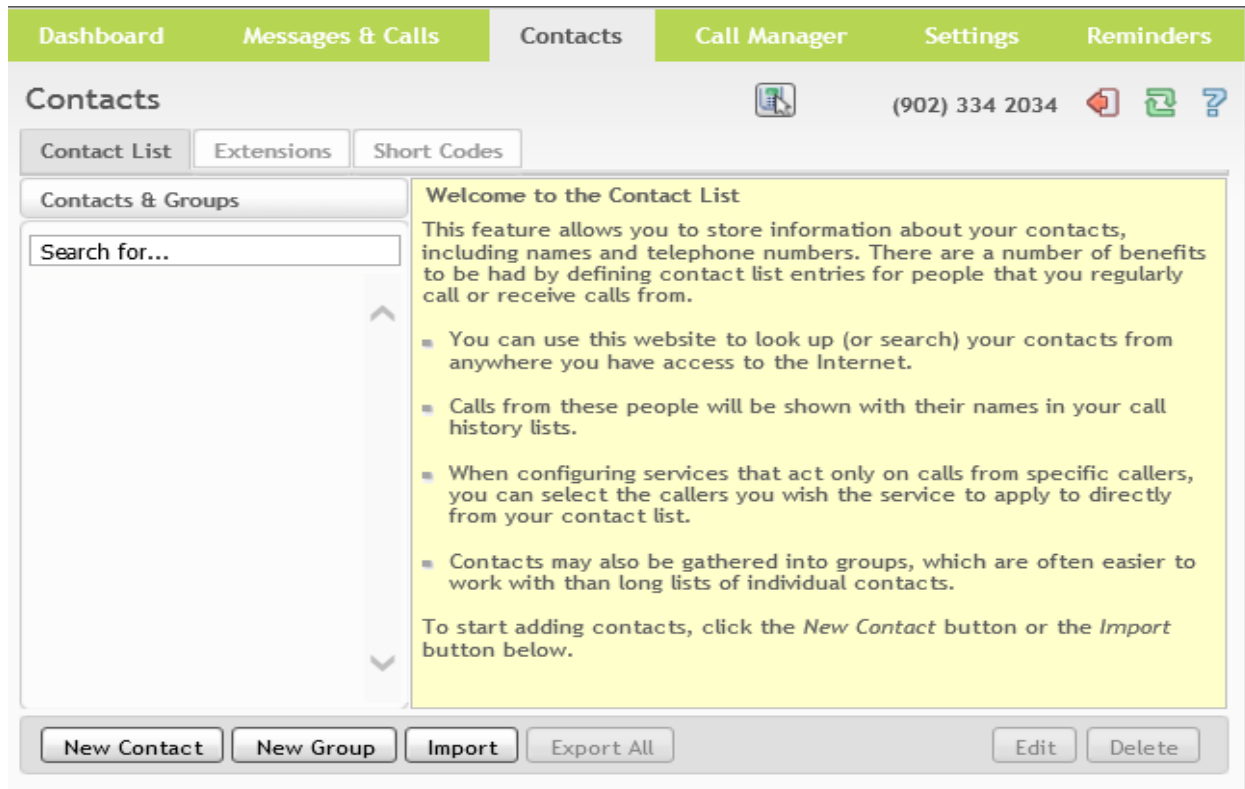 Dashboard Messages & Calls Contacts Call Manager Settings Reminders
Contacts (902) 334 2034
Contact List Extensions Short Codes
Contacts & Groups
Search for...
Welcome to the Contact List
This feature allows you to store information about your contacts,
including names and telephone numbers. There are a number of benefits
to be had by defining contact list entries for people that you regularly
call or receive calls from.
You can use this website to look up (or search) your contacts from
anywhere you have access to the Internet.
Calls from these people will be shown with their names in your call
history lists.
When configuring services that act only on calls from specific callers,
you can select the callers you wish the service to apply to directly
from your contact list.
Contacts may also be gathered into groups, which are often easier to
work with than long lists of individual contacts.
To start adding contacts, click the New Contact button or the Import
button below.
New Contact New Group Import Export All Edit Delete